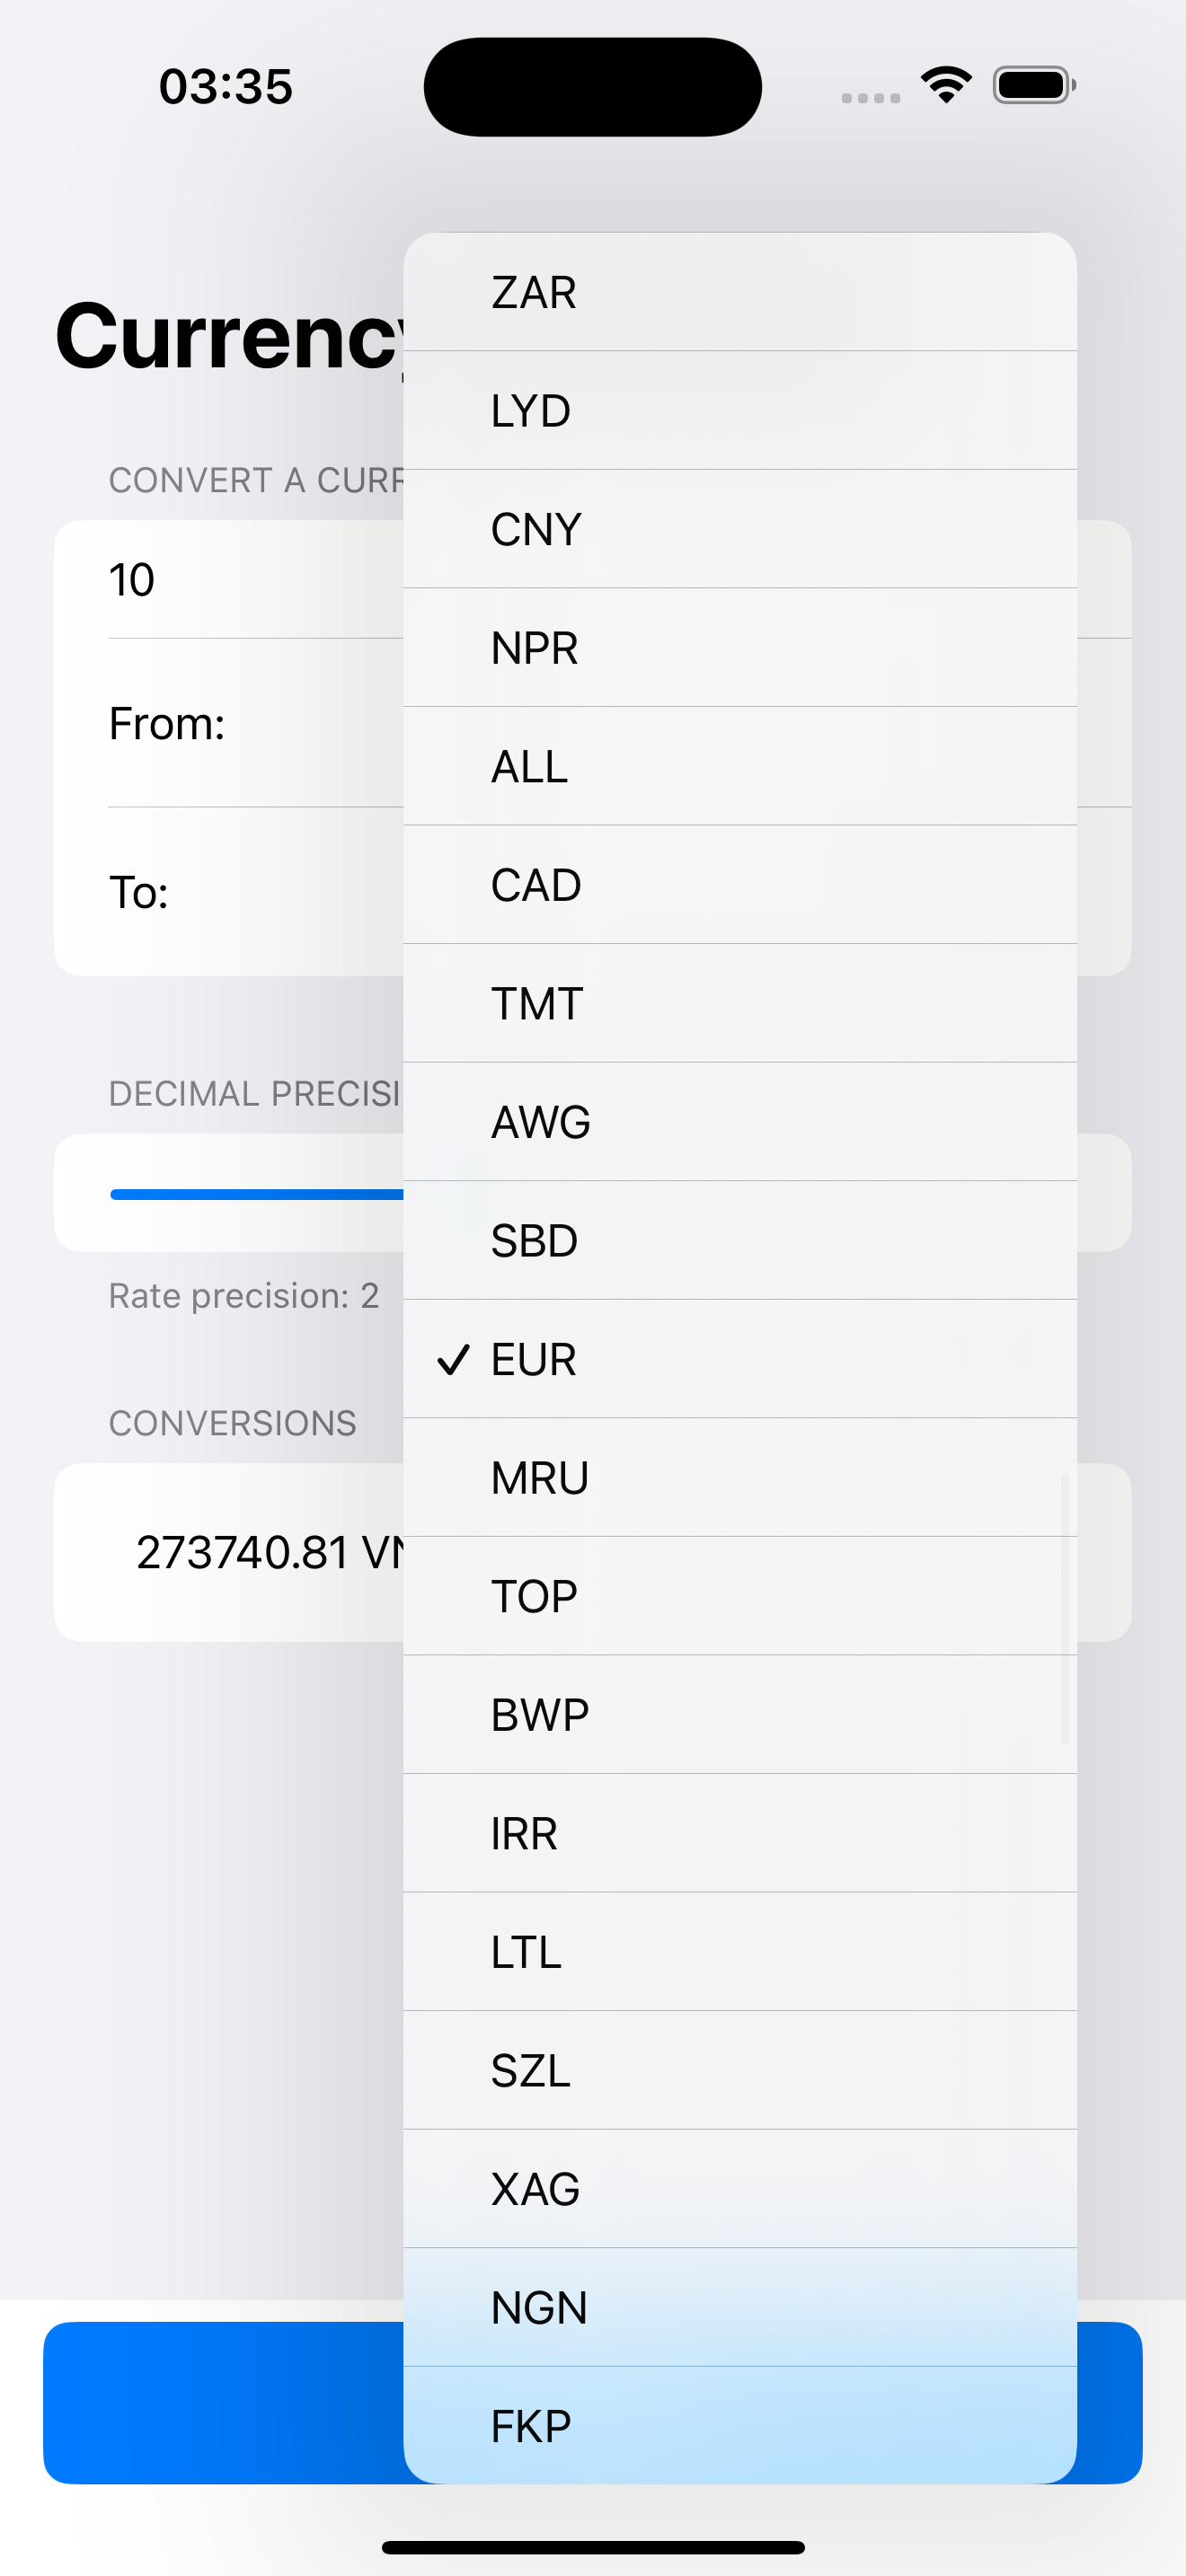 03:35
Currency
CONVERT A CURR
10
From:
To:
DECIMAL PRECISI
Rate precision: 2
CONVERSIONS
273740.81 VN
ZAR
LYD
CNY
NPR
ALL
CAD
TMT
AWG
SBD
EUR
MRU
TOP
BWP
IRR
LTL
SZL
XAG
NGN
FKP